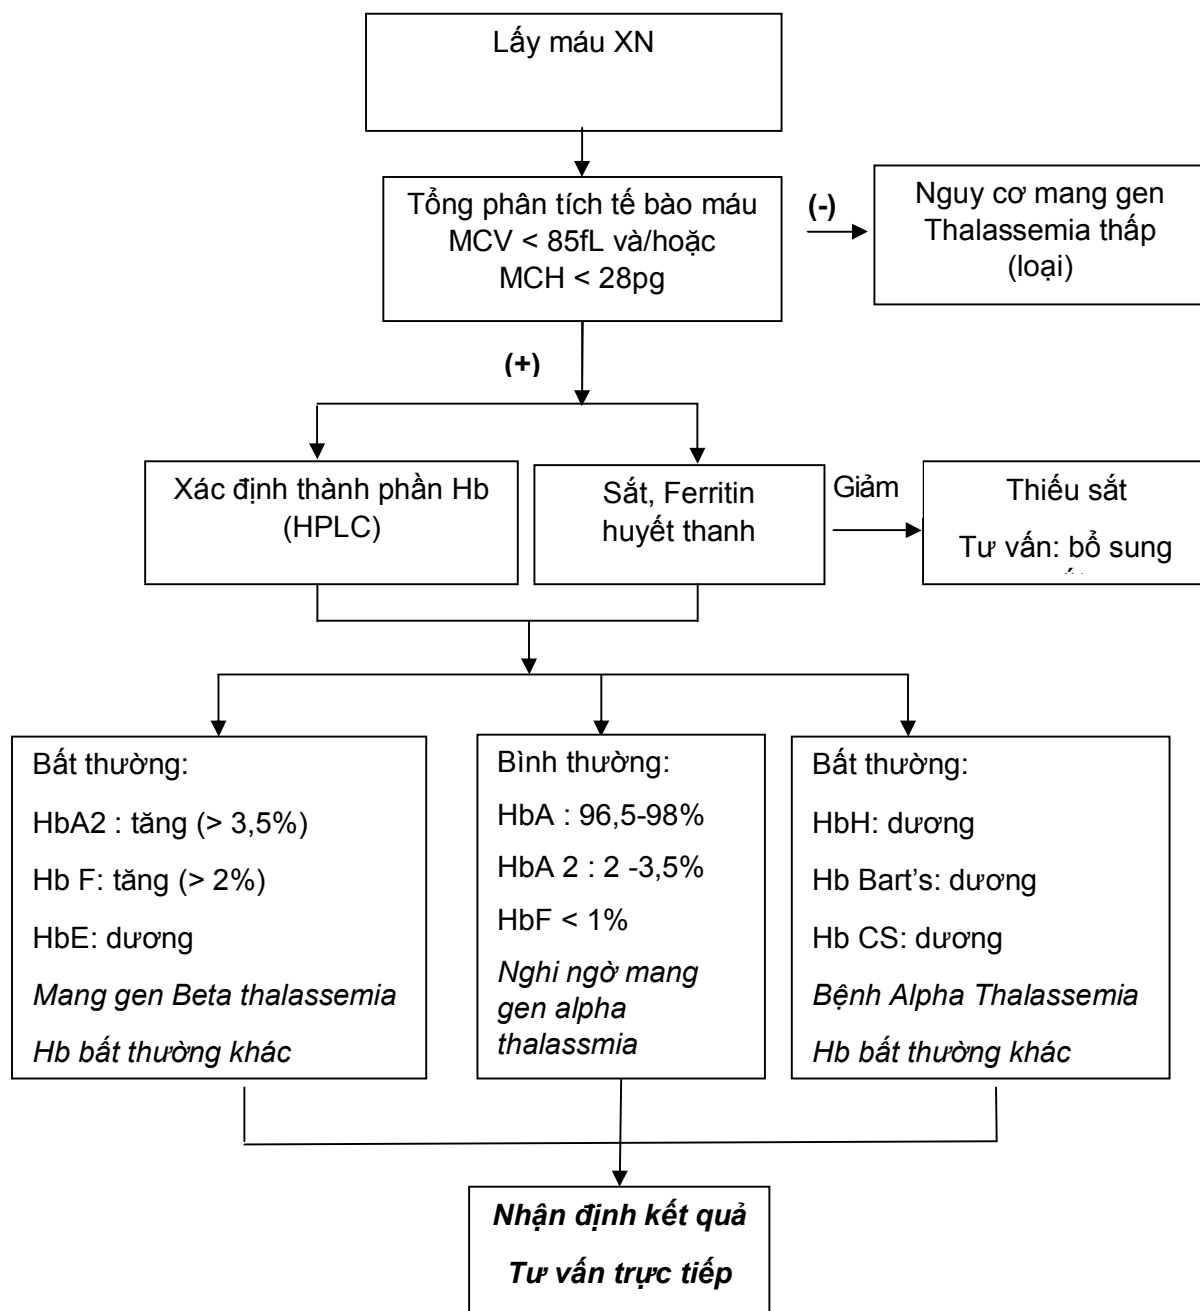 Lấy máu XN
Tổng phân tích tế bào máu
MCV < 85fL và/hoặc
MCH < 28pg
(-)
Nguy cơ mang gen
Thalassemia thấp
(loại)
(+)
Xác định thành phần Hb
(HPLC)
Sắt, Ferritin
huyết thanh
Giảm
Thiếu sắt
Tư vấn: bổ sung
Bất thường:
HbA2 : tăng (> 3,5%)
Hb F: tăng (> 2%)
HbE: dương
Mang gen Beta thalassemia
Hb bất thường khác
Bình thường:
HbA : 96,5-98%
HbA 2 : 2 -3,5%
HbF < 1%
Nghi ngờ mang
gen alpha
thalassmia
Bất thường:
HbH: dương
Hb Bart’s: dương
Hb CS: dương
Bệnh Alpha Thalassemia
Hb bất thường khác
Nhận định kết quả
Tư vấn trực tiếp